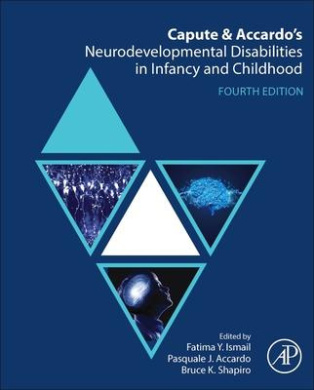 Capute & Accardo's
Neurodevelopmental Disabilities
in Infancy and Childhood
FOURTH EDITION
Edited by
Fatima Y. Ismail
Pasquale J. Accardo
Bruce K. Shapiro
AP